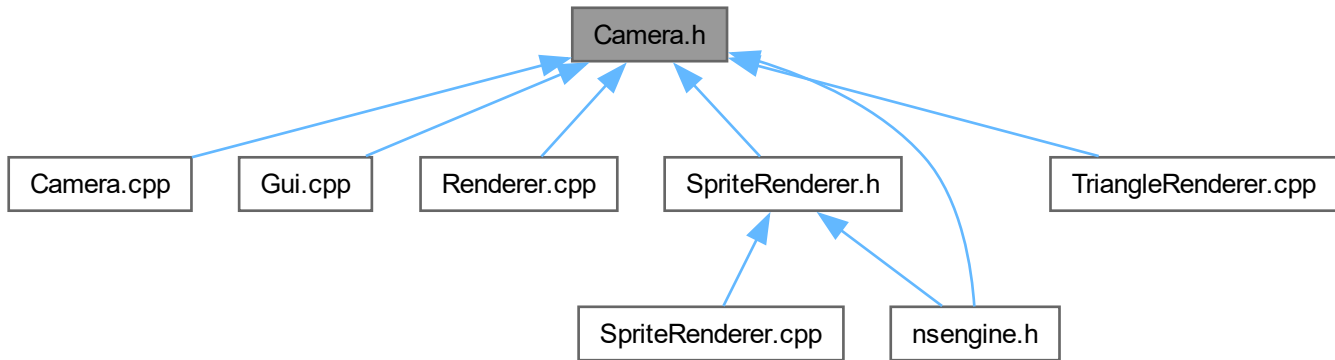 Camera.h
Camera.cpp
Gui.cpp
Renderer.cpp
SpriteRenderer.h
TriangleRenderer.cpp
SpriteRenderer.cpp
nsengine.h